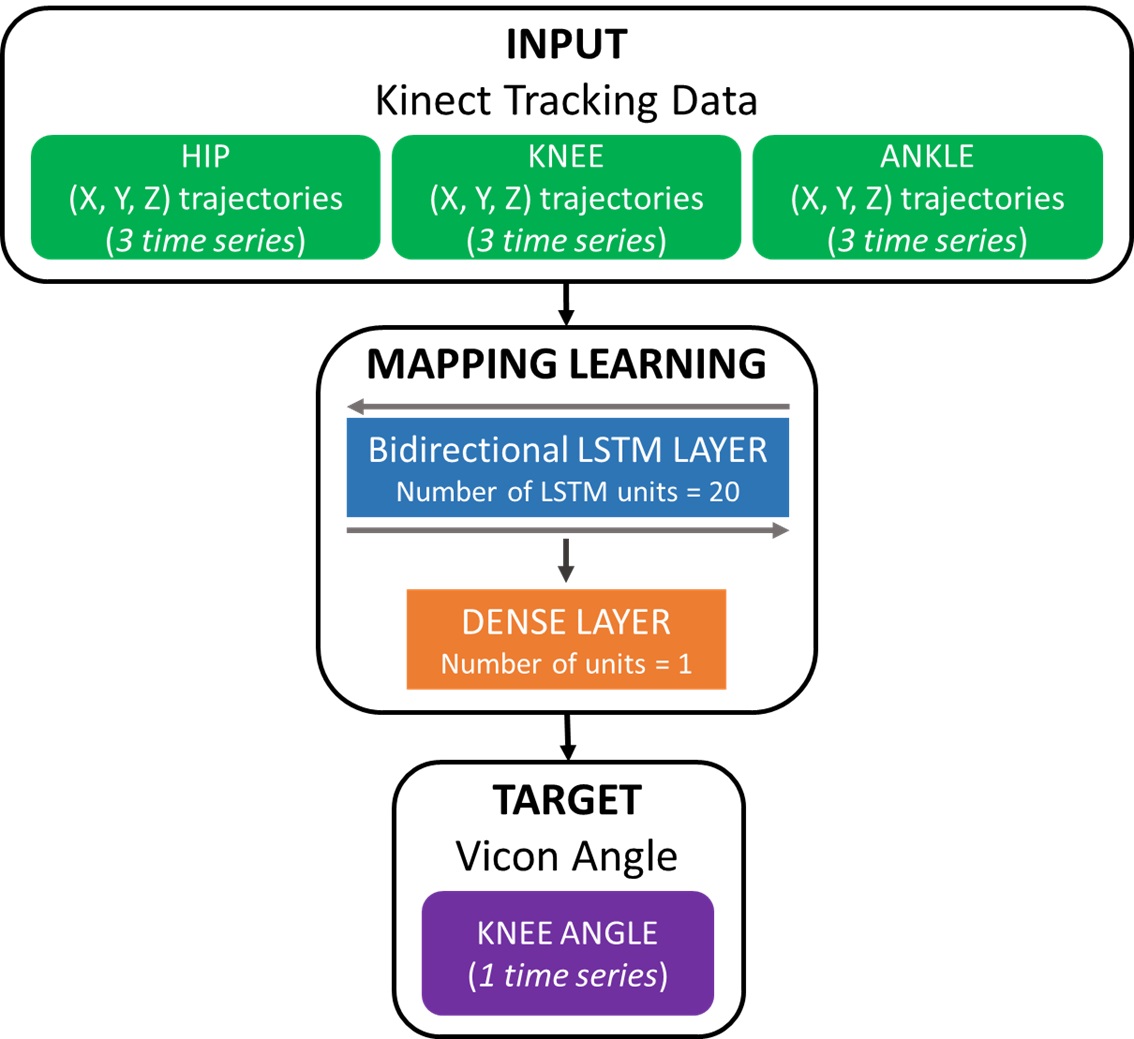 INPUT
Kinect Tracking Data
HIP
(X, Y, Z) trajectories
(3 time series)
KNEE
(X, Y, Z) trajectories
(3 time series)
ANKLE
(X, Y, Z) trajectories
(3 time series)
MAPPING LEARNING
Bidirectional LSTM LAYER
Number of LSTM units = 20
DENSE LAYER
Number of units = 1
TARGET
Vicon Angle
KNEE ANGLE
(1 time series)